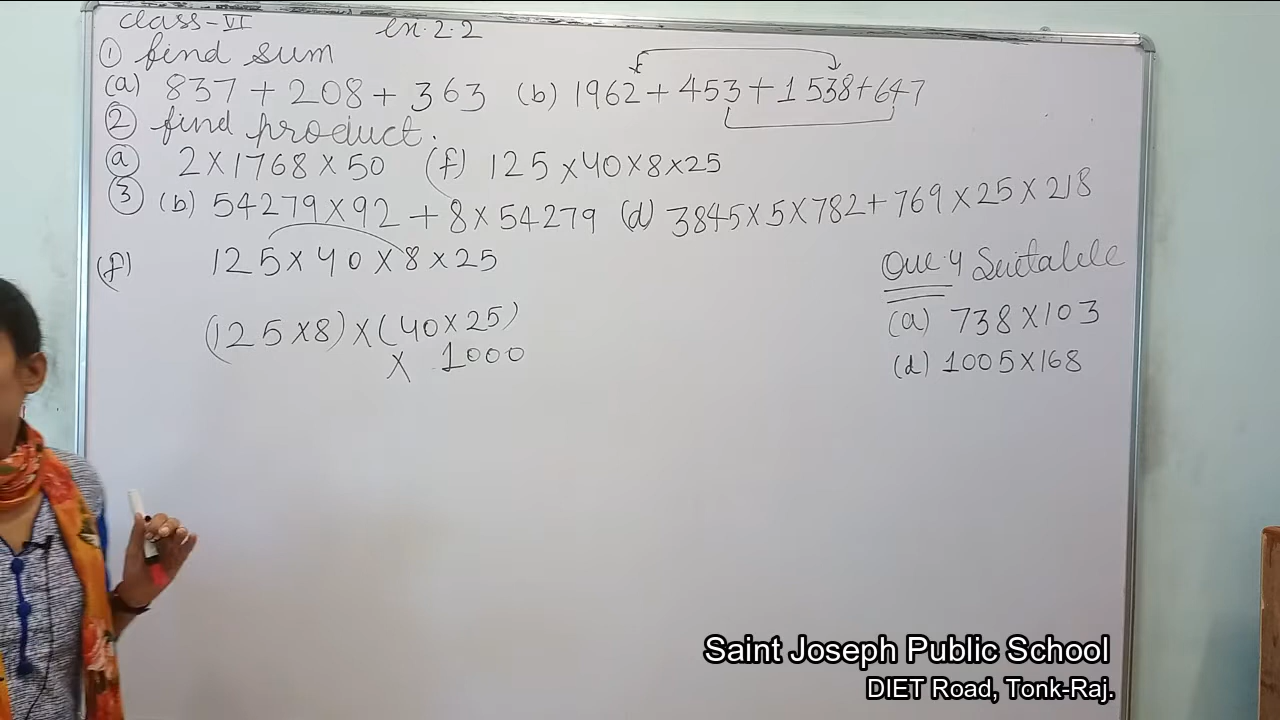 class-VI ex.2.2
① find sum
(a) 837 + 208 + 363 (b) 1962 + 453 + 1538 + 647
② find product.
ⓐ 2 × 1768 × 50 (f) 125 × 40 × 8 × 25
③ (b) 54279 × 92 + 8 × 54279 (d) 3845 × 5 × 782 + 769 × 25 × 218
(f) 125 × 40 × 8 × 25
(125 × 8) × (40 × 25)
× 1000
Que.4 Suitable
(a) 738 × 103
(d) 1005 × 168
Saint Joseph Public School
DIET Road, Tonk-Raj.